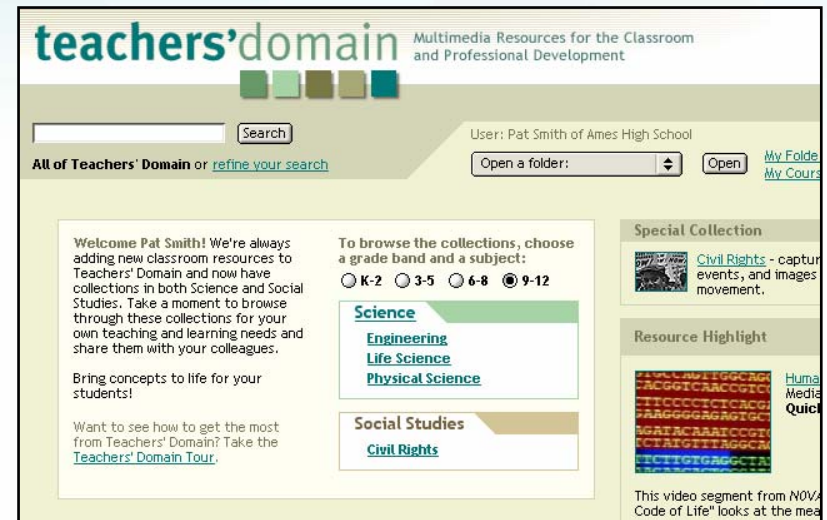 teachers'domain
Multimedia Resources for the Classroom
and Professional Development
Search
All of Teachers' Domain or refine your search
User: Pat Smith of Ames High School
Open a folder:
Open
My Folde
My Cours
Welcome Pat Smith! We're always
adding new classroom resources to
Teachers' Domain and now have
collections in both Science and Social
Studies. Take a moment to browse
through these collections for your
own teaching and learning needs and
share them with your colleagues.
Bring concepts to life for your
students!
Want to see how to get the most
from Teachers' Domain? Take the
Teachers' Domain Tour.
To browse the collections, choose
a grade band and a subject:
K-2 3-5 6-8 9-12
Science
Engineering
Life Science
Physical Science
Social Studies
Civil Rights
Special Collection
Civil Rights - captur
events, and images
movement.
Resource Highlight
Huma
Media
Quicl
This video segment from NOVA
Code of Life" looks at the mea